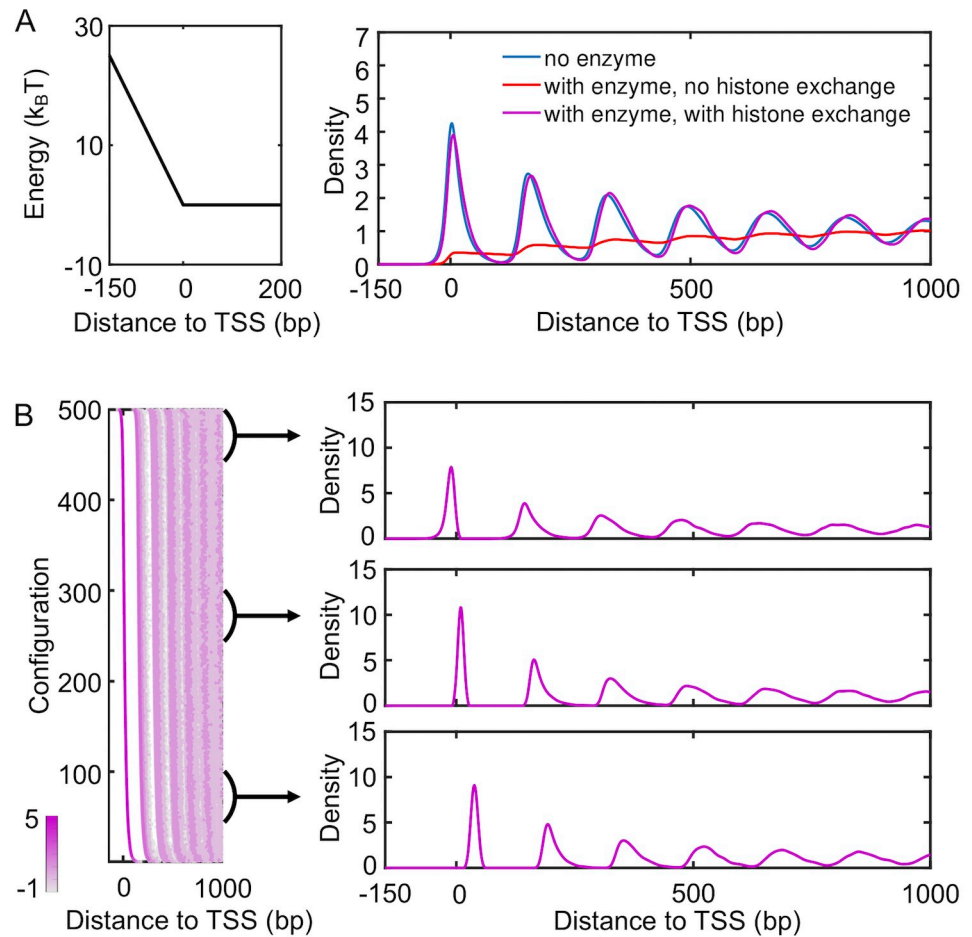 A
30
10
-10
Energy (k_BT)
-150 0 200
Distance to TSS (bp)
7
6
5
4
3
2
1
0
Density
no enzyme
with enzyme, no histone exchange
with enzyme, with histone exchange
-150 0 500 1000
Distance to TSS (bp)
B
500
400
300
200
100
Configuration
5
-1
0 1000
Distance to TSS (bp)
15
10
5
0
Density
15
10
5
0
Density
15
10
5
0
Density
-150 0 500 1000
Distance to TSS (bp)